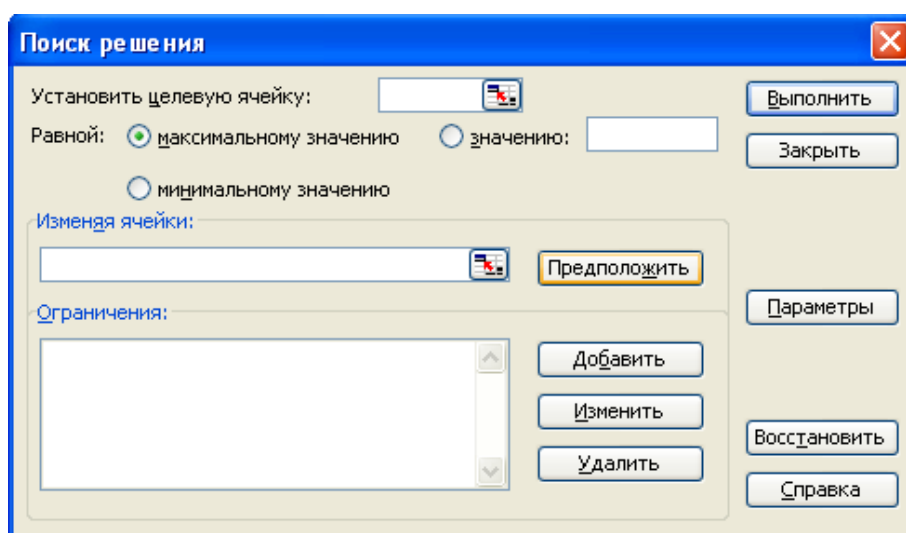 Поиск решения
Установить целевую ячейку:
Выполнить
Равной: максимальному значению значению:
Закрыть
минимальному значению
Изменяя ячейки:
Предположить
Параметры
Ограничения:
Добавить
Изменить
Восстановить
Удалить
Справка